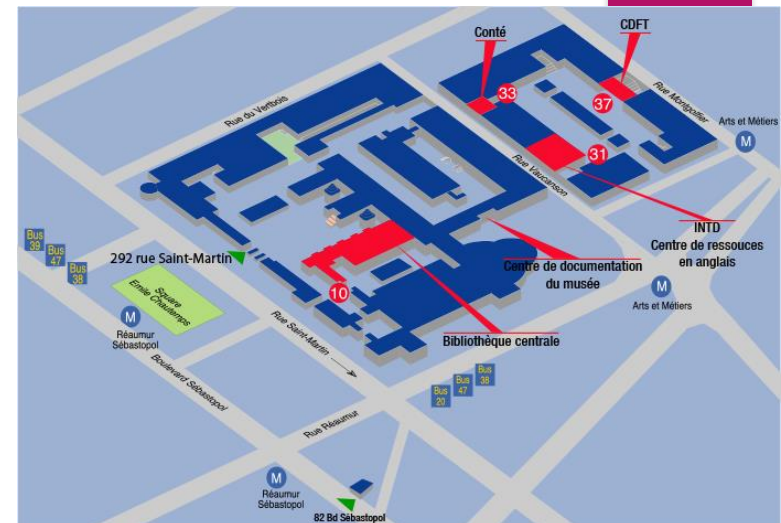 CDFT
Conté
33
37
Rue Montgolfier
Rue du Vertbois
Arts et Métiers
M
31
Rue Vaucanson
INTD
Centre de ressouces
en anglais
Bus
39
Bus
47
Bus
38
292 rue Saint-Martin
Centre de documentation
du musée
M
Arts et Métiers
10
Square
Emile Chautemps
M
Réaumur
Sébastopol
Rue Saint-Martin
Bibliothèque centrale
Boulevard Sébastopol
Bus
20
Bus
47
Bus
38
Rue Réaumur
M
Réaumur
Sébastopol
82 Bd Sébastopol